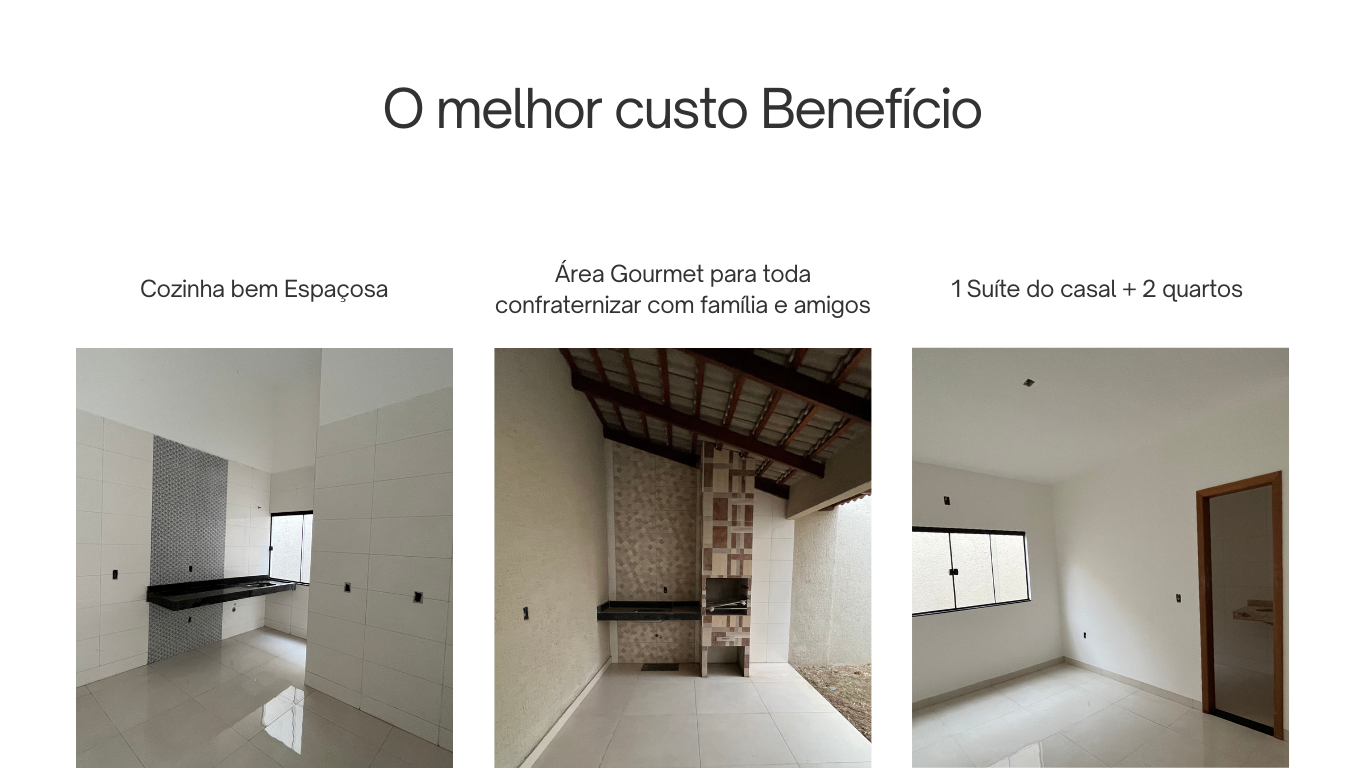 O melhor custo Benefício
Cozinha bem Espaçosa
Área Gourmet para toda
confraternizar com família e amigos
1 Suíte do casal + 2 quartos